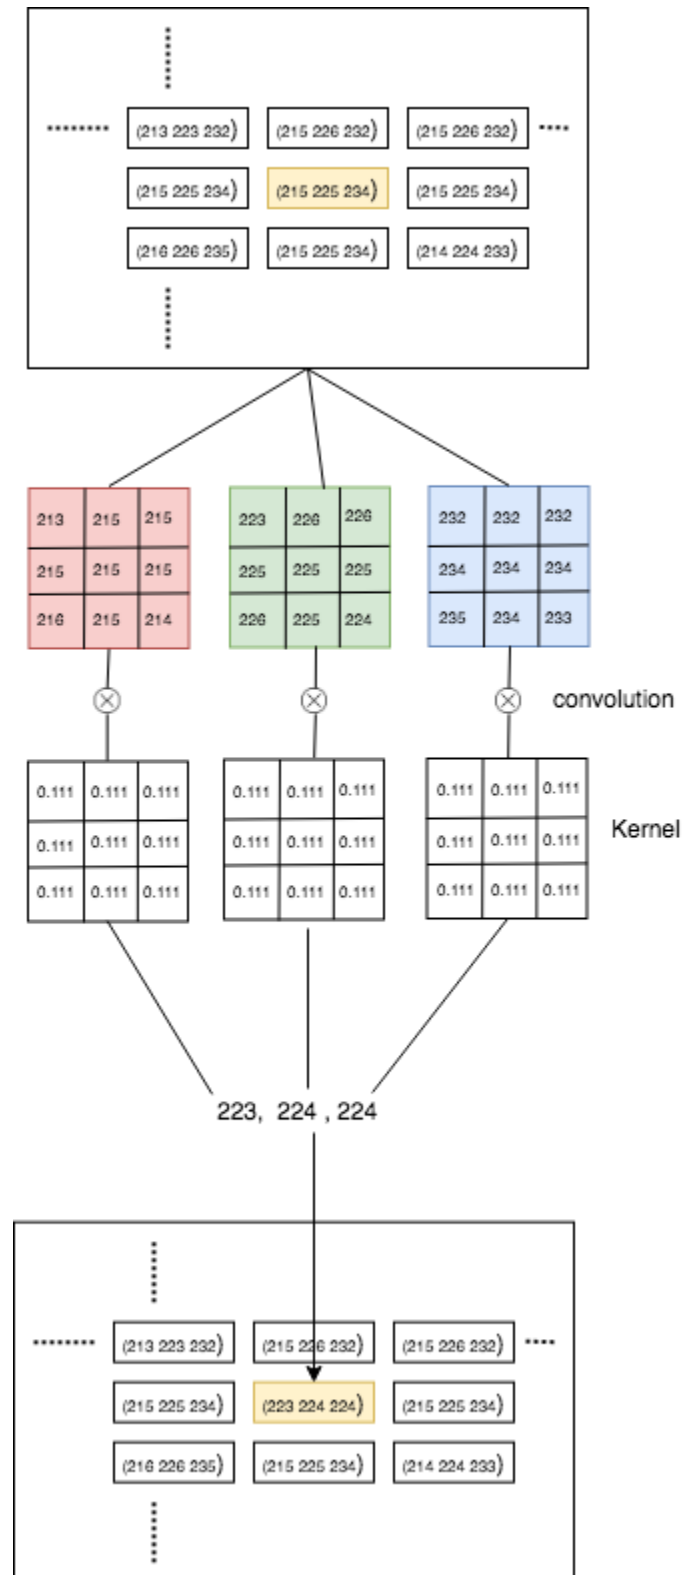 (213 223 232) (215 226 232) (215 226 232)
(215 225 234) (215 225 234) (215 225 234)
(216 226 235) (215 225 234) (214 224 233)
213 215 215 223 226 226 232 232 232
215 215 215 225 225 225 234 234 234
216 215 214 226 225 224 235 234 233
convolution
0.111 0.111 0.111 0.111 0.111 0.111 0.111 0.111 0.111
Kernel
0.111 0.111 0.111 0.111 0.111 0.111 0.111 0.111 0.111
0.111 0.111 0.111 0.111 0.111 0.111 0.111 0.111 0.111
223, 224 , 224
(213 223 232) (215 226 232) (215 226 232)
(215 225 234) (223 224 224) (215 225 234)
(216 226 235) (215 225 234) (214 224 233)